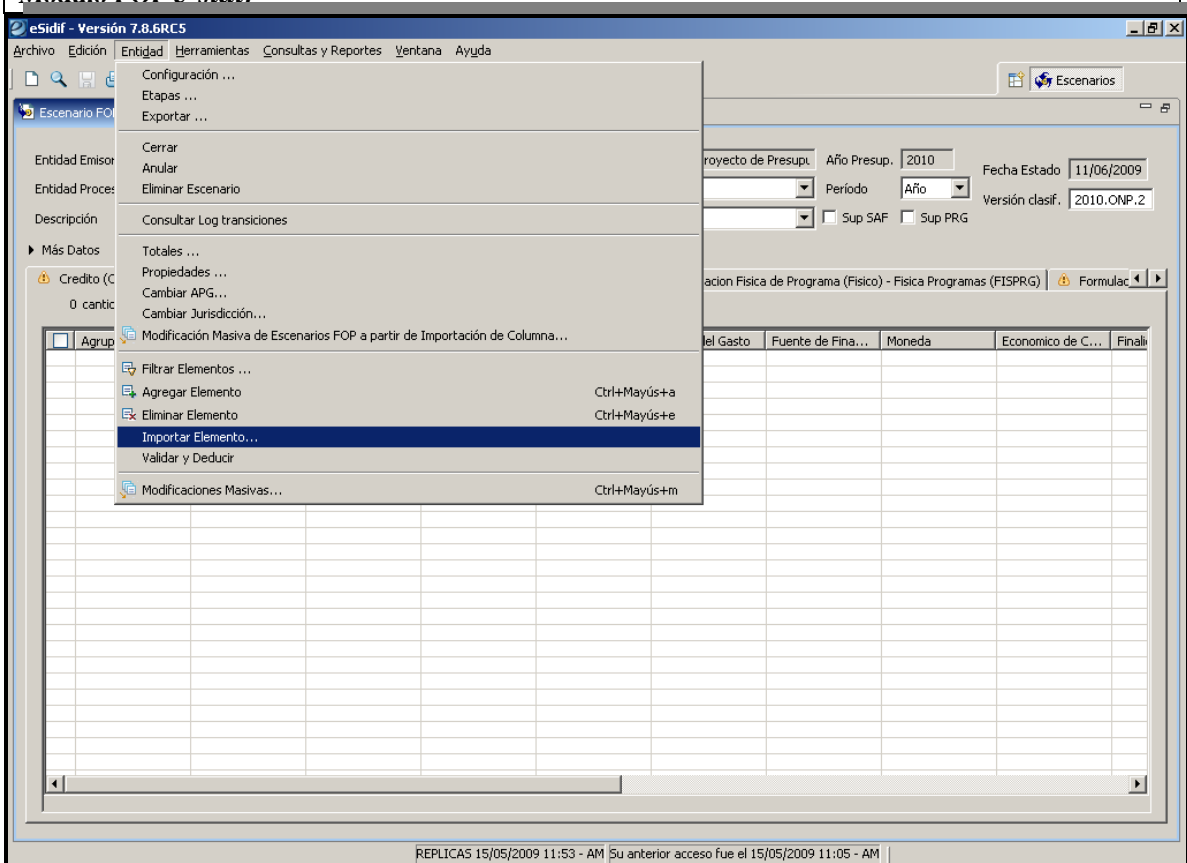 eSidif - Versión 7.8.6RC5
Archivo Edición Entidad Herramientas Consultas y Reportes Ventana Ayuda
Escenarios
Configuración ...
Etapas ...
Exportar ...
Cerrar
Anular
Eliminar Escenario
Consultar Log transiciones
Totales ...
Propiedades ...
Cambiar APG...
Cambiar Jurisdicción...
Modificación Masiva de Escenarios FOP a partir de Importación de Columna...
Filtrar Elementos ...
Agregar Elemento Ctrl+Mayús+a
Eliminar Elemento Ctrl+Mayús+e
Importar Elemento...
Validar y Deducir
Modificaciones Masivas... Ctrl+Mayús+m
Escenario FO
Entidad Emisor royecto de Presupu Año Presup. 2010 Fecha Estado 11/06/2009
Entidad Proces Período Año Versión clasif. 2010.ONP.2
Descripción Sup SAF Sup PRG
Más Datos
Credito (C acion Fisica de Programa (Fisico) - Fisica Programas (FISPRG) Formulac
0 cantic
Agrup del Gasto Fuente de Fina... Moneda Economico de C... Finali
REPLICAS 15/05/2009 11:53 - AM Su anterior acceso fue el 15/05/2009 11:05 - AM